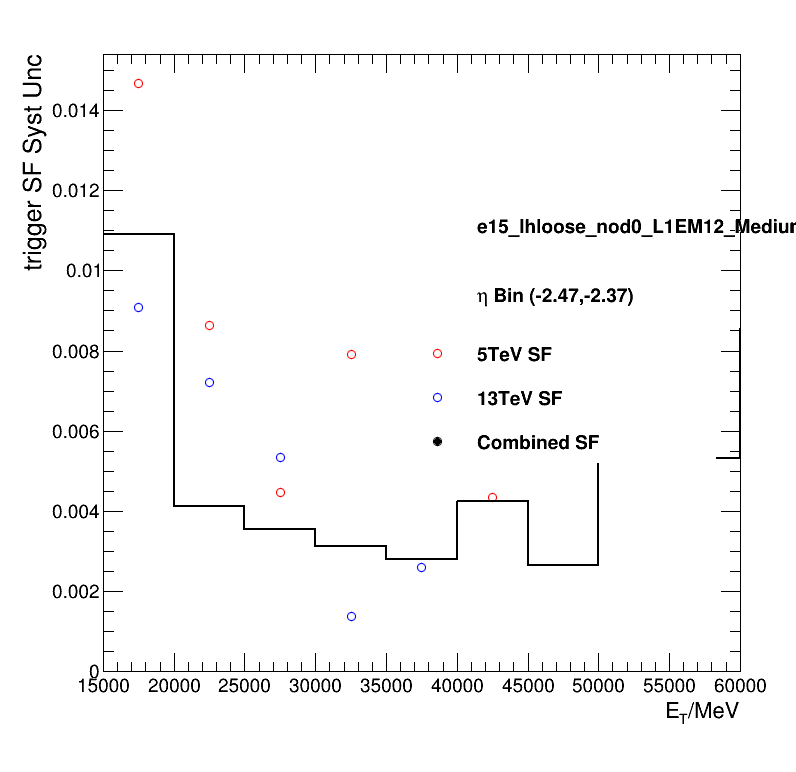 trigger SF Syst Unc
0.014
0.012
0.01
0.008
0.006
0.004
0.002
0
e15_lhloose_nod0_L1EM12_Mediur
η Bin (-2.47,-2.37)
5TeV SF
13TeV SF
Combined SF
15000 20000 25000 30000 35000 40000 45000 50000 55000 60000
E_T/MeV